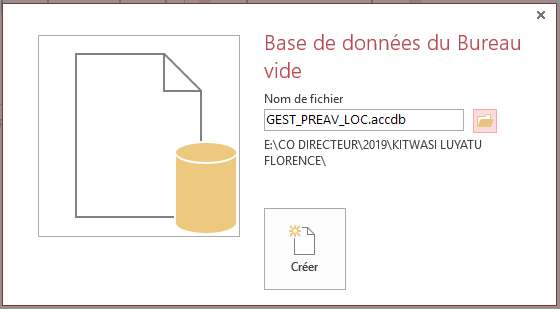 Base de données du Bureau
vide
Nom de fichier
GEST_PREAV_LOC.accdb
E:\CO DIRECTEUR\2019\KITWASI LUYATU
FLORENCE\
Créer